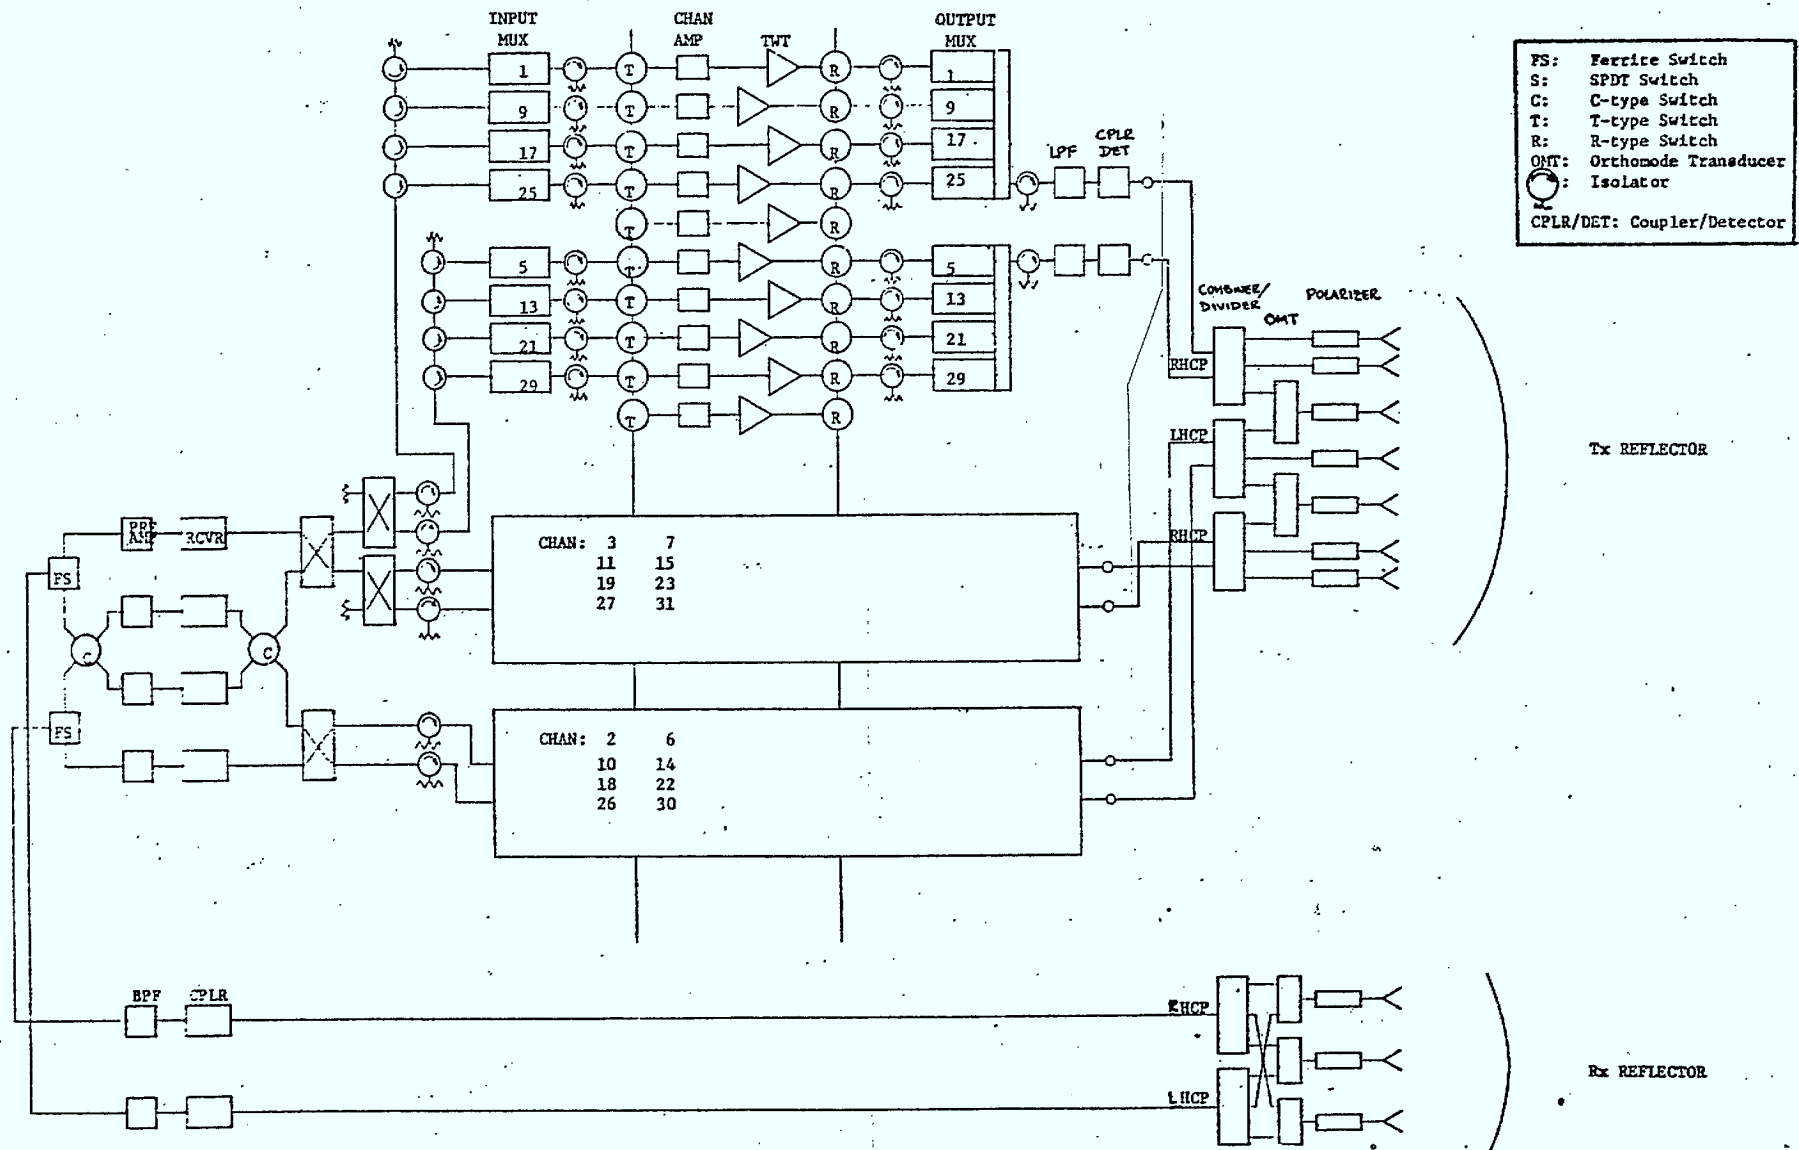 INPUT MUX
CHAN AMP
TWT
OUTPUT MUX
1 T R 1
9 T R 9
17 T R 17
25 T R 25
T R
5 T R 5
13 T R 13
21 T R 21
29 T R 29
T R
LPF
CPLR DET
LPF
FS: Ferrite Switch
S: SPDT Switch
C: C-type Switch
T: T-type Switch
R: R-type Switch
OMT: Orthomode Transducer
: Isolator
CPLR/DET: Coupler/Detector
COMBINER/ DIVIDER
OMT
POLARIZER
RHCP
LHCP
RHCP
Tx REFLECTOR
PRE AMP
RCVR
FS
C
C
FS
CHAN: 3 7
11 15
19 23
27 31
CHAN: 2 6
10 14
18 22
26 30
BPF
CPLR
RHCP
LHCP
Rx REFLECTOR